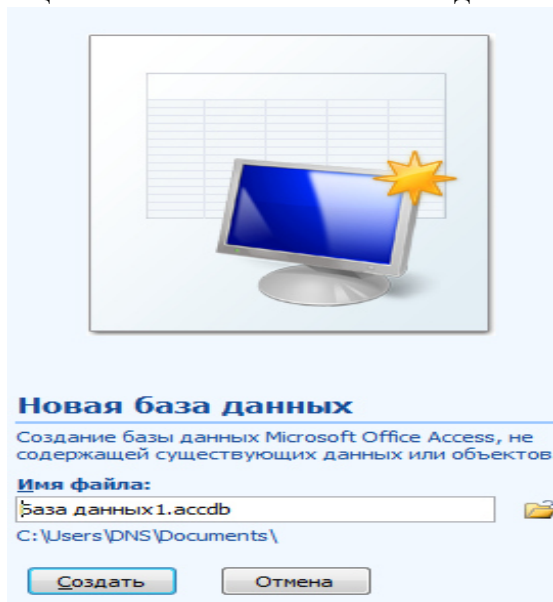 Новая база данных
Создание базы данных Microsoft Office Access, не
содержащей существующих данных или объектов
Имя файла:
База данных1.accdb
C:\Users\DNS\Documents\
Создать Отмена